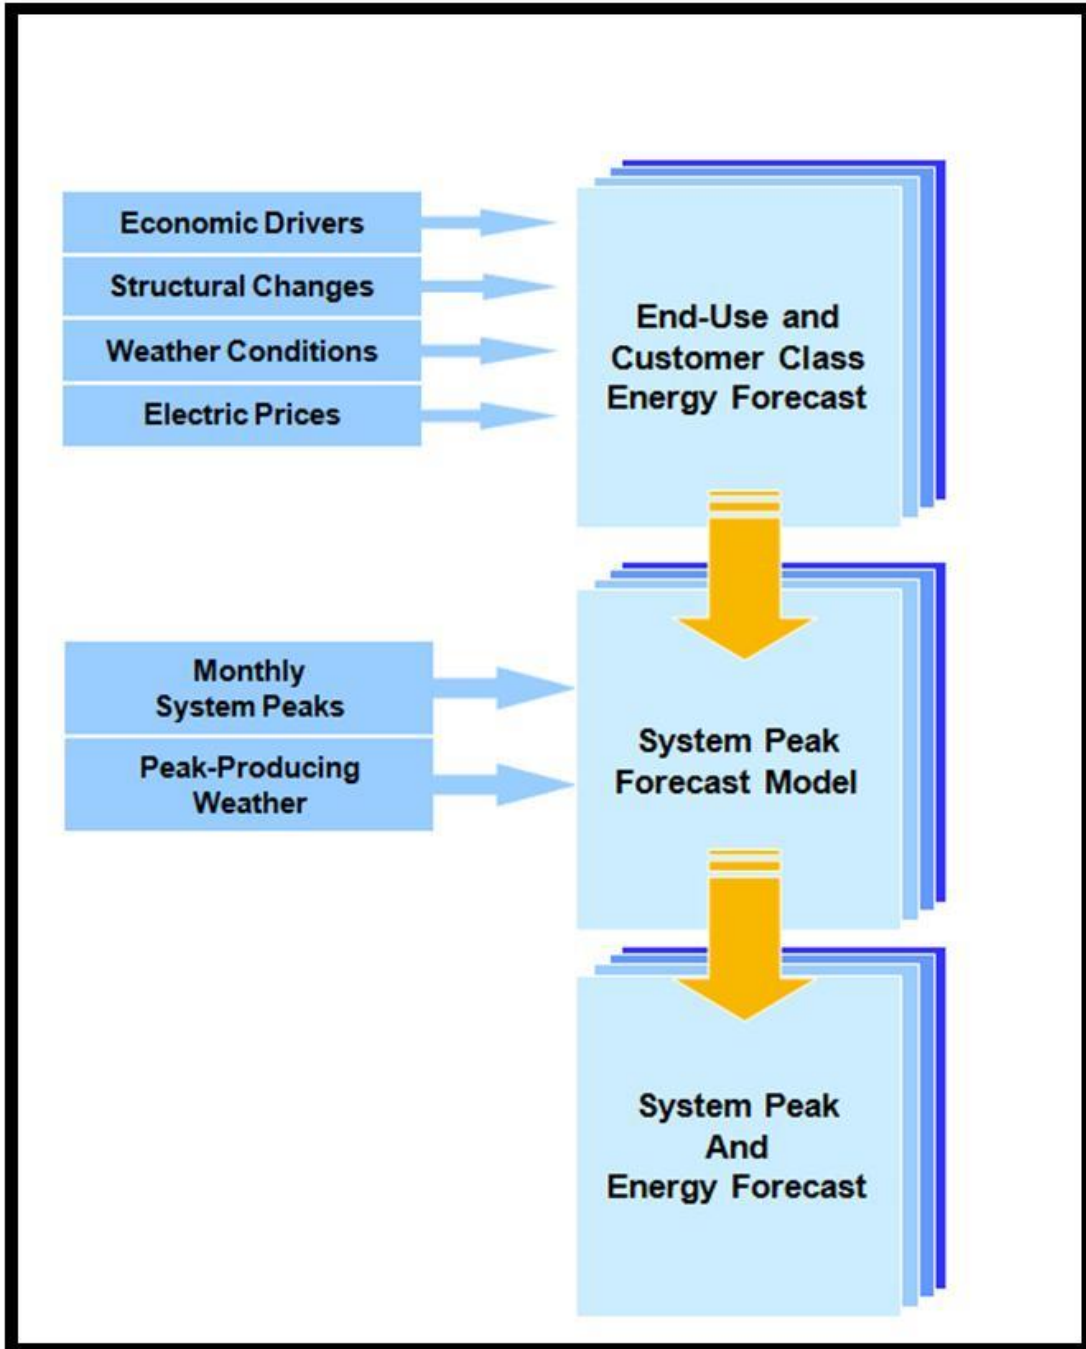 Economic Drivers
Structural Changes
Weather Conditions
Electric Prices
End-Use and
Customer Class
Energy Forecast
Monthly
System Peaks
Peak-Producing
Weather
System Peak
Forecast Model
System Peak
And
Energy Forecast